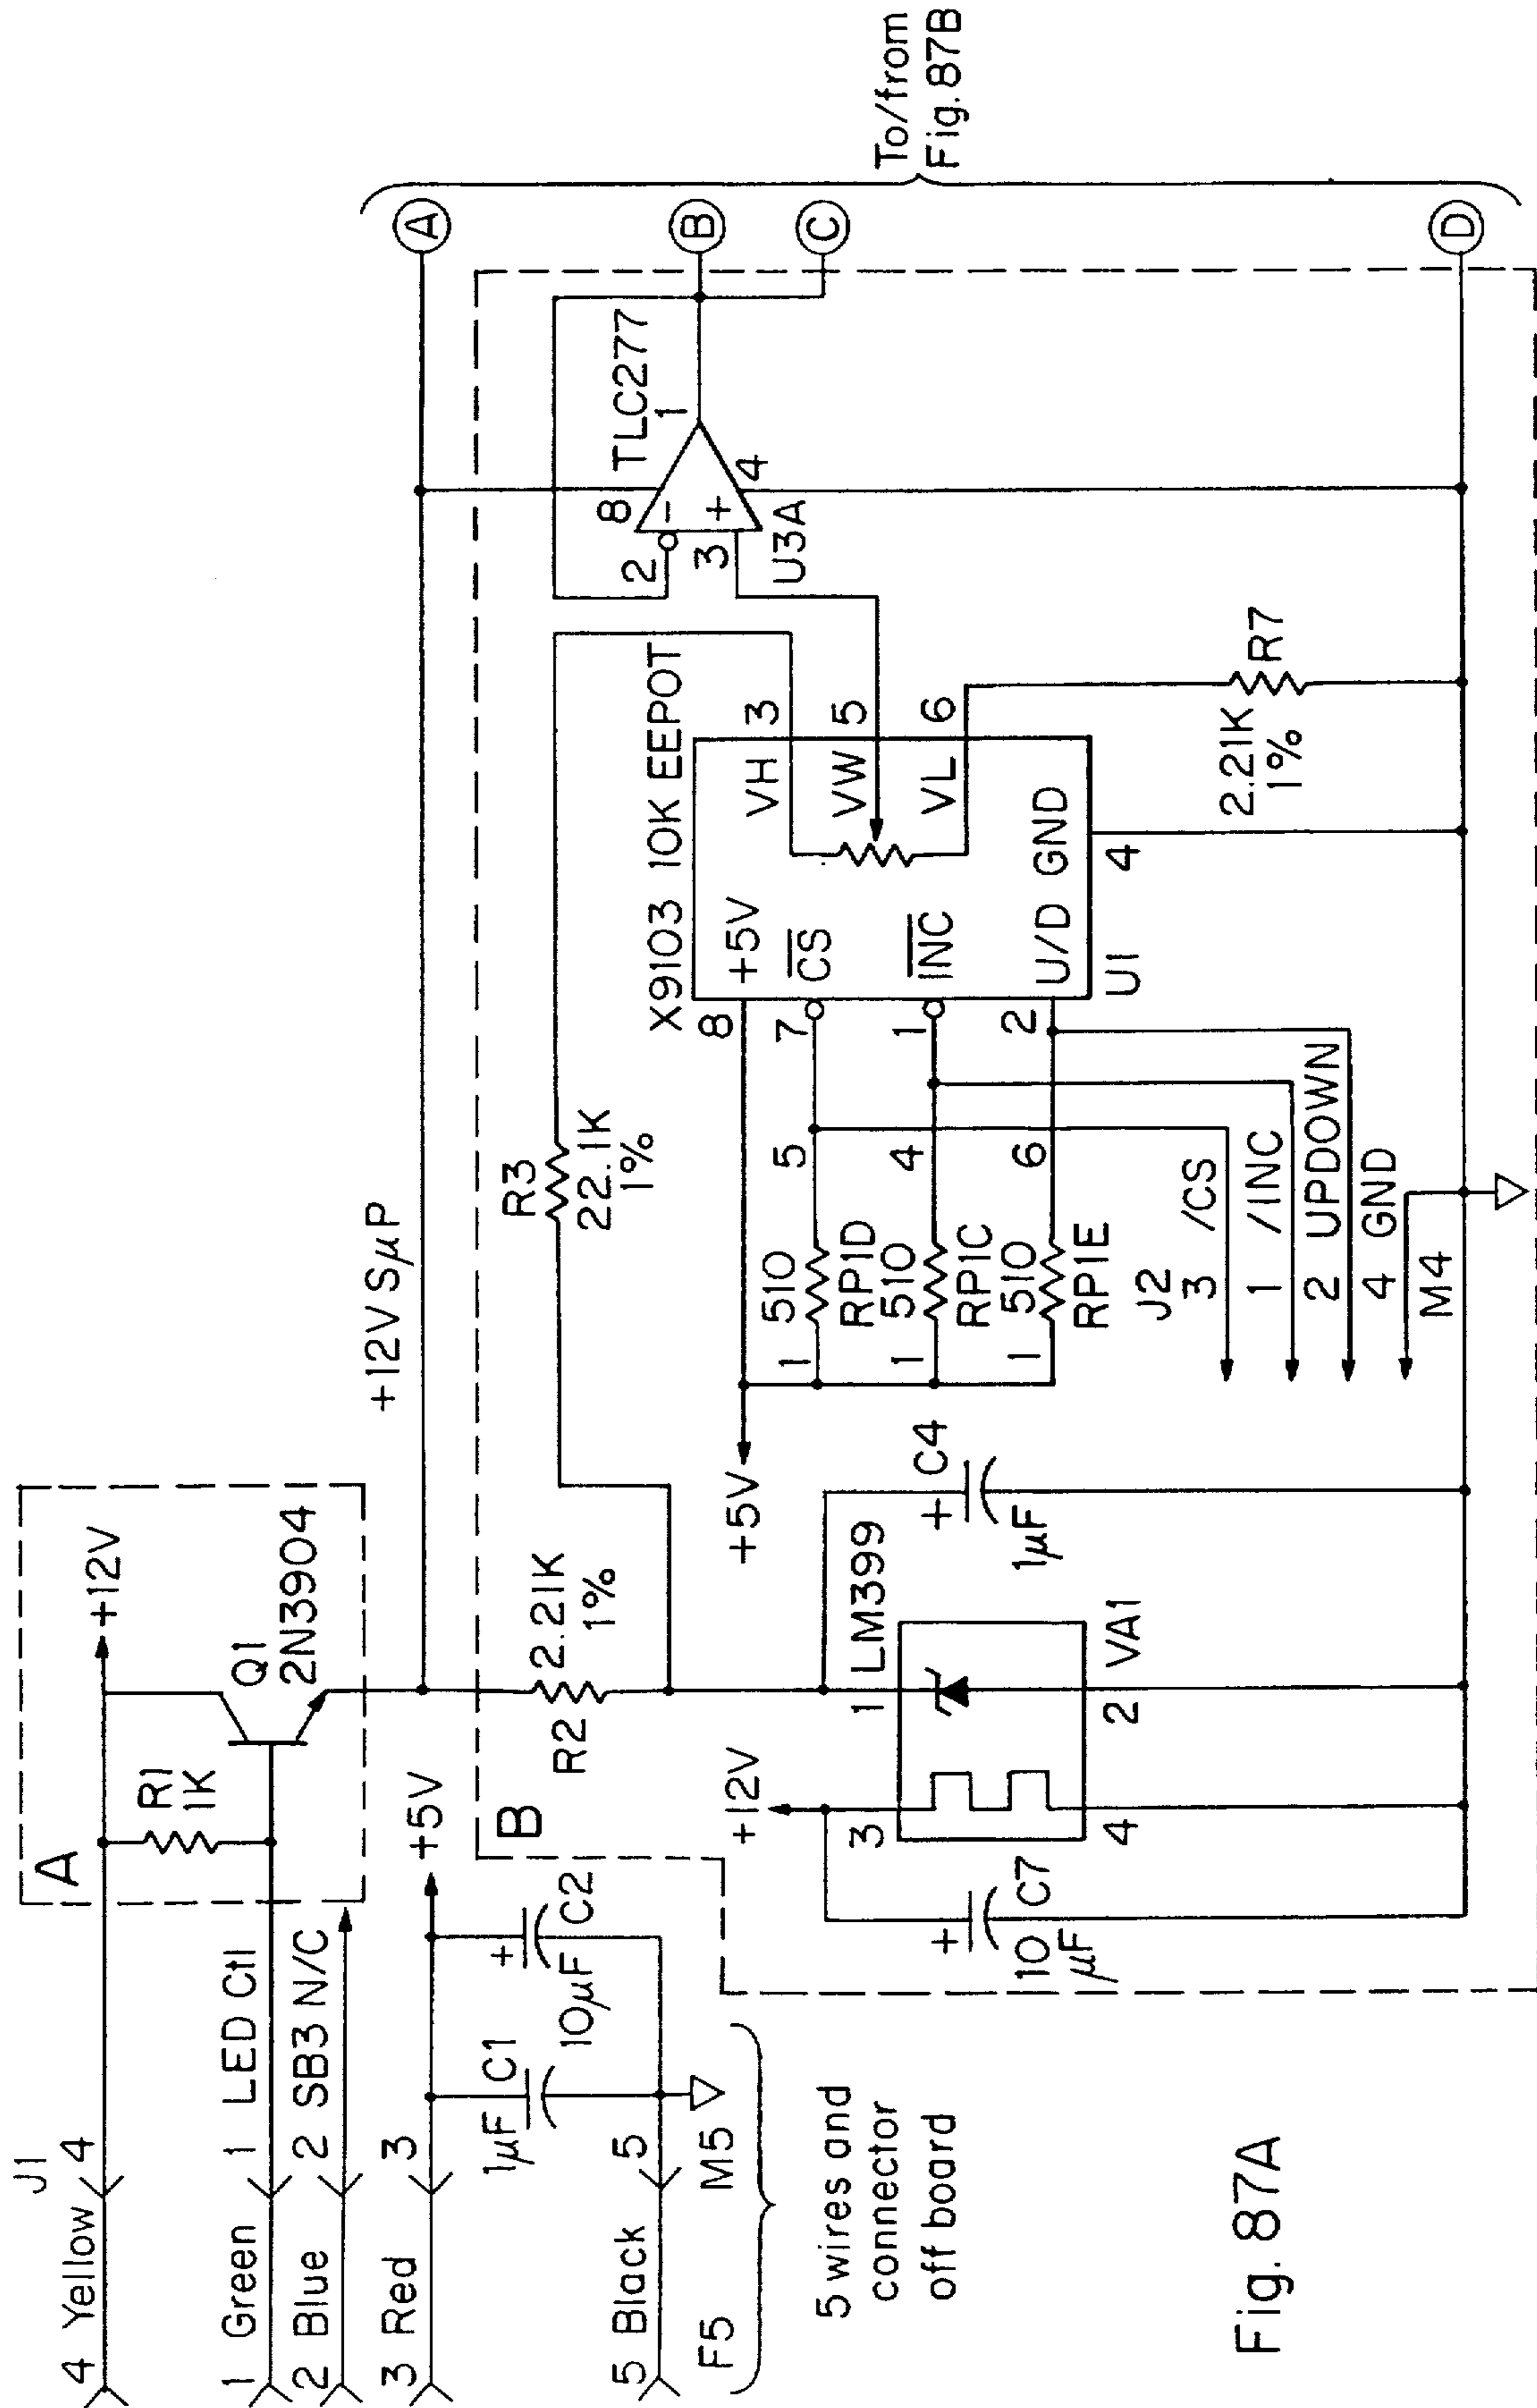 J1
4 Yellow 4
1 Green 1 LED Ctl
2 Blue 2 SB3 N/C
3 Red 3
5 Black 5
F5 M5
5 wires and
connector
off board
Fig. 87A
A
R1
1K
+12V
Q1
2N3904
+12V SμP
1μF C1
10μF C2
+
+5V
B
R2
2.21K
1%
R3
22.1K
1%
+12V
3
4
1 LM399
2 VA1
+
10 C7
μF
+
C4
1μF
+5V
X9103 10K EEPOT
8 +5V
7 CS
1 INC
2 U/D GND
U1
4
VH 3
VW 5
VL 6
1 510 5
RP1D
1 510 4
RP1C
1 510 6
RP1E
J2
3 /CS
1 /INC
2 UPDOWN
4 GND
M4
2.21K
1%
R7
TLC277
8
1
2 −
3 +
4
U3A
A
B
C
D
To/from
Fig. 87B